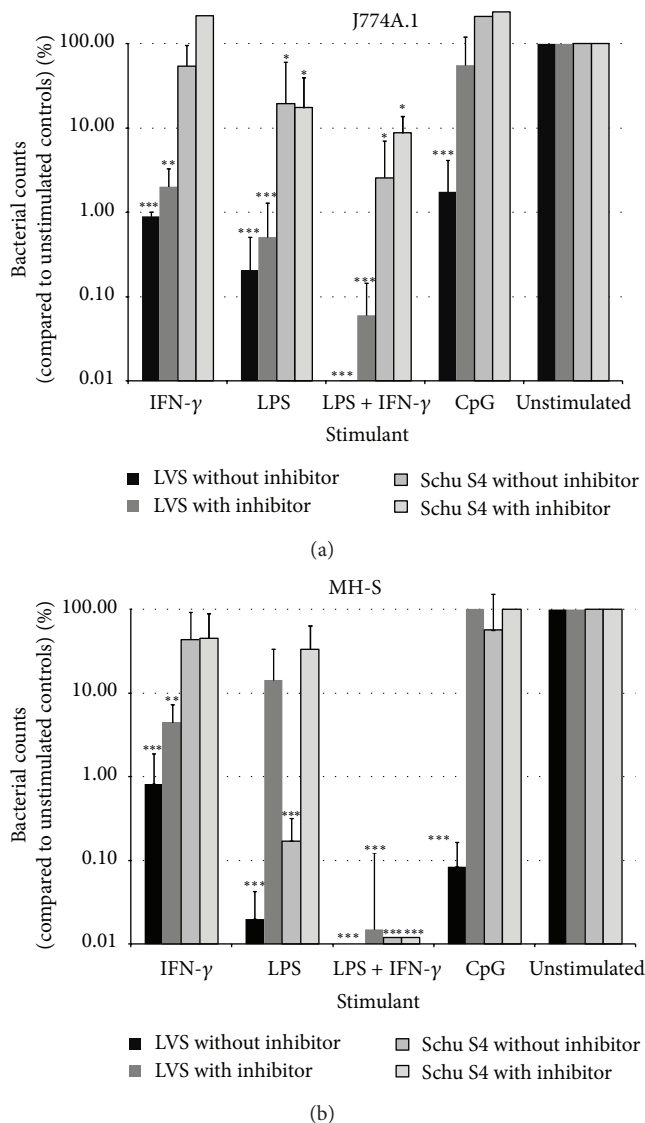 J774A.1
Bacterial counts
(compared to unstimulated controls) (%)
100.00
10.00
1.00
0.10
0.01
*** ** * *
*** *** * *
*** ***
***
IFN-γ LPS LPS + IFN-γ CpG Unstimulated
Stimulant
LVS without inhibitor Schu S4 without inhibitor
LVS with inhibitor Schu S4 with inhibitor
(a)
MH-S
Bacterial counts
(compared to unstimulated controls) (%)
100.00
10.00
1.00
0.10
0.01
*** **
*** ***
*** *** *** ***
***
IFN-γ LPS LPS + IFN-γ CpG Unstimulated
Stimulant
LVS without inhibitor Schu S4 without inhibitor
LVS with inhibitor Schu S4 with inhibitor
(b)